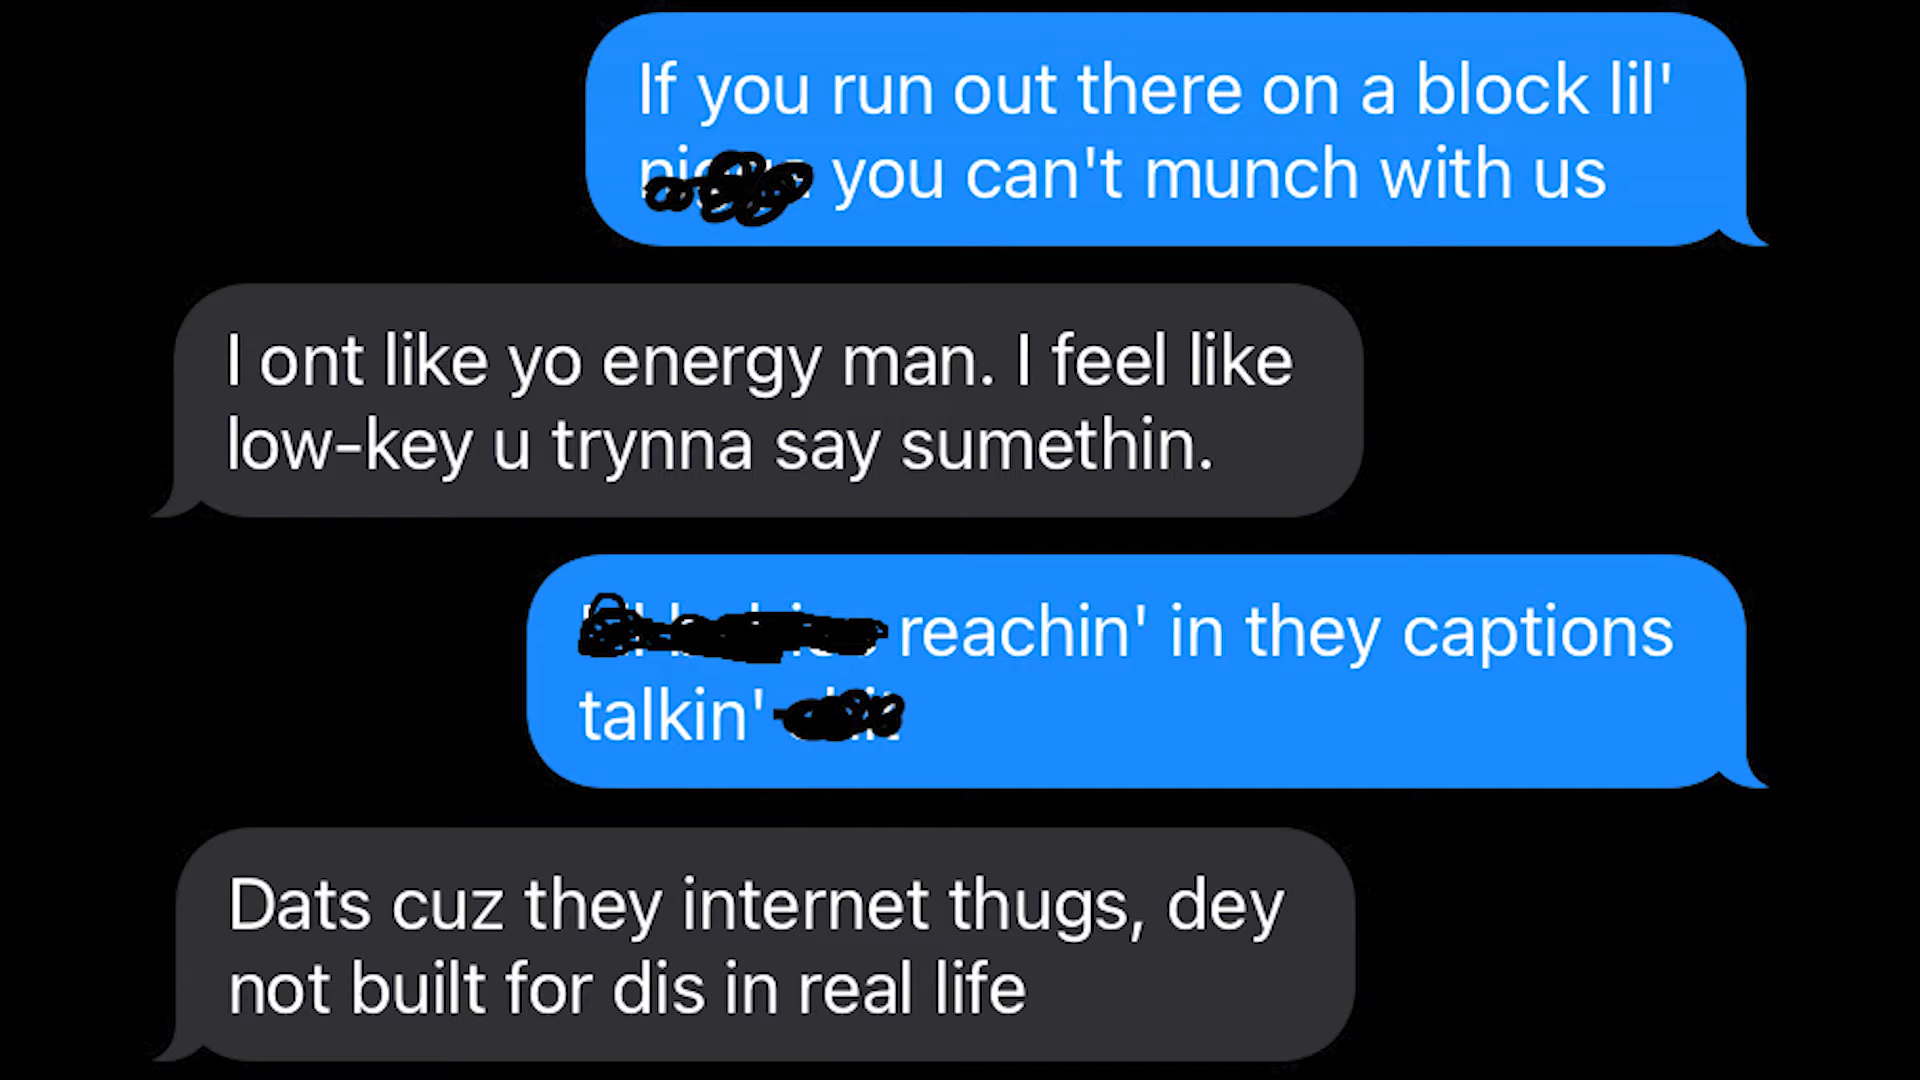 If you run out there on a block lil'
you can't munch with us
I ont like yo energy man. I feel like
low-key u trynna say sumethin.
reachin' in they captions
talkin'
Dats cuz they internet thugs, dey
not built for dis in real life